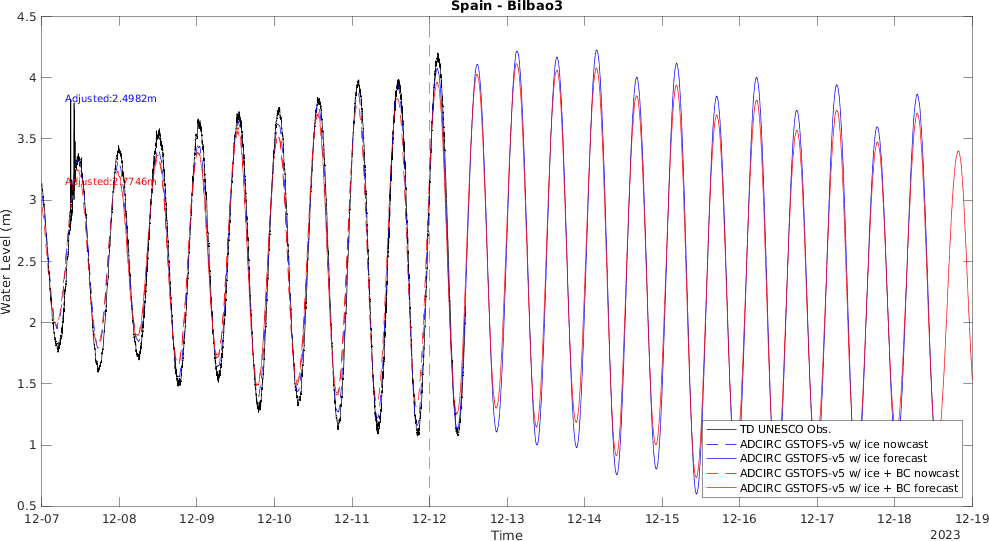 Spain - Bilbao3
4.5
4
3.5
3
2.5
2
1.5
1
0.5
Water Level (m)
Adjusted:2.4982m
Adjusted:2.7746m
TD UNESCO Obs.
ADCIRC GSTOFS-v5 w/ ice nowcast
ADCIRC GSTOFS-v5 w/ ice forecast
ADCIRC GSTOFS-v5 w/ ice + BC nowcast
ADCIRC GSTOFS-v5 w/ ice + BC forecast
12-07 12-08 12-09 12-10 12-11 12-12 12-13 12-14 12-15 12-16 12-17 12-18 12-19
Time
2023